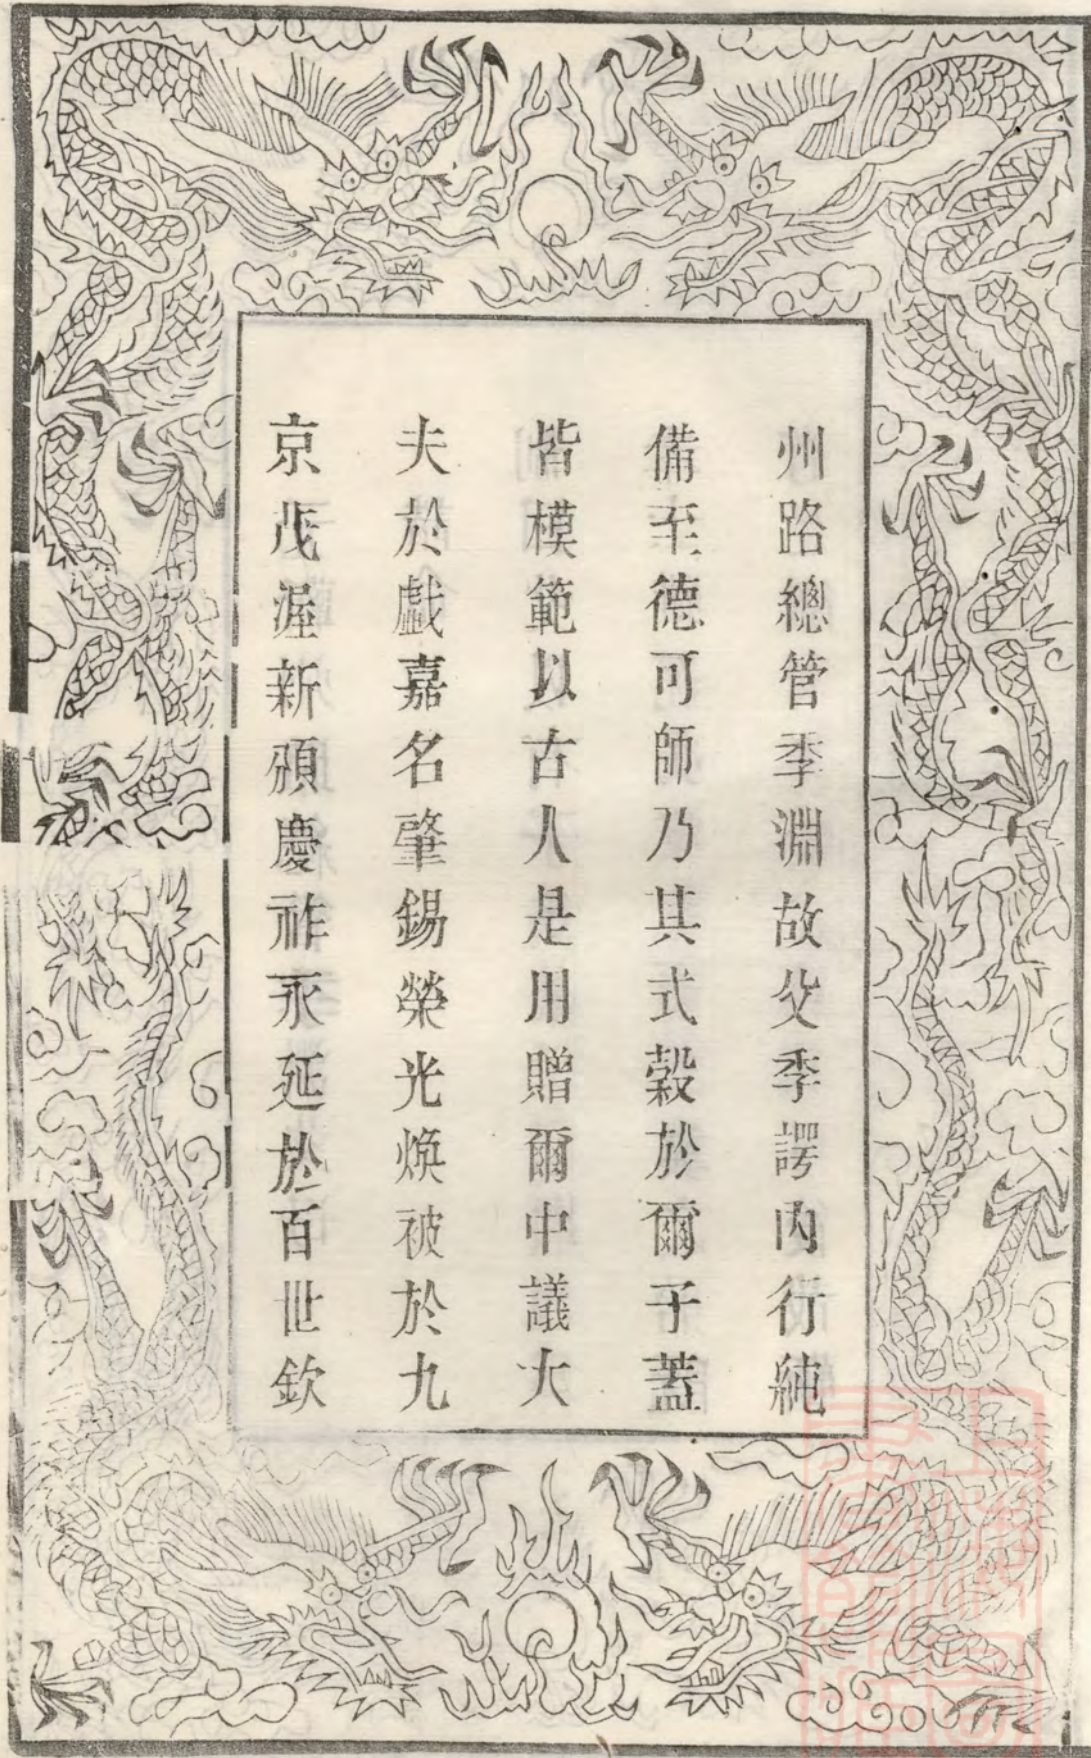 州路總管季淵故父季諤內行純
備至德可師乃其式穀於爾子蓋
皆模範以古人是用贈爾中議大
夫於戲嘉名肇錫榮光煥被於九
京茂渥新頒慶祚永延於百世欽